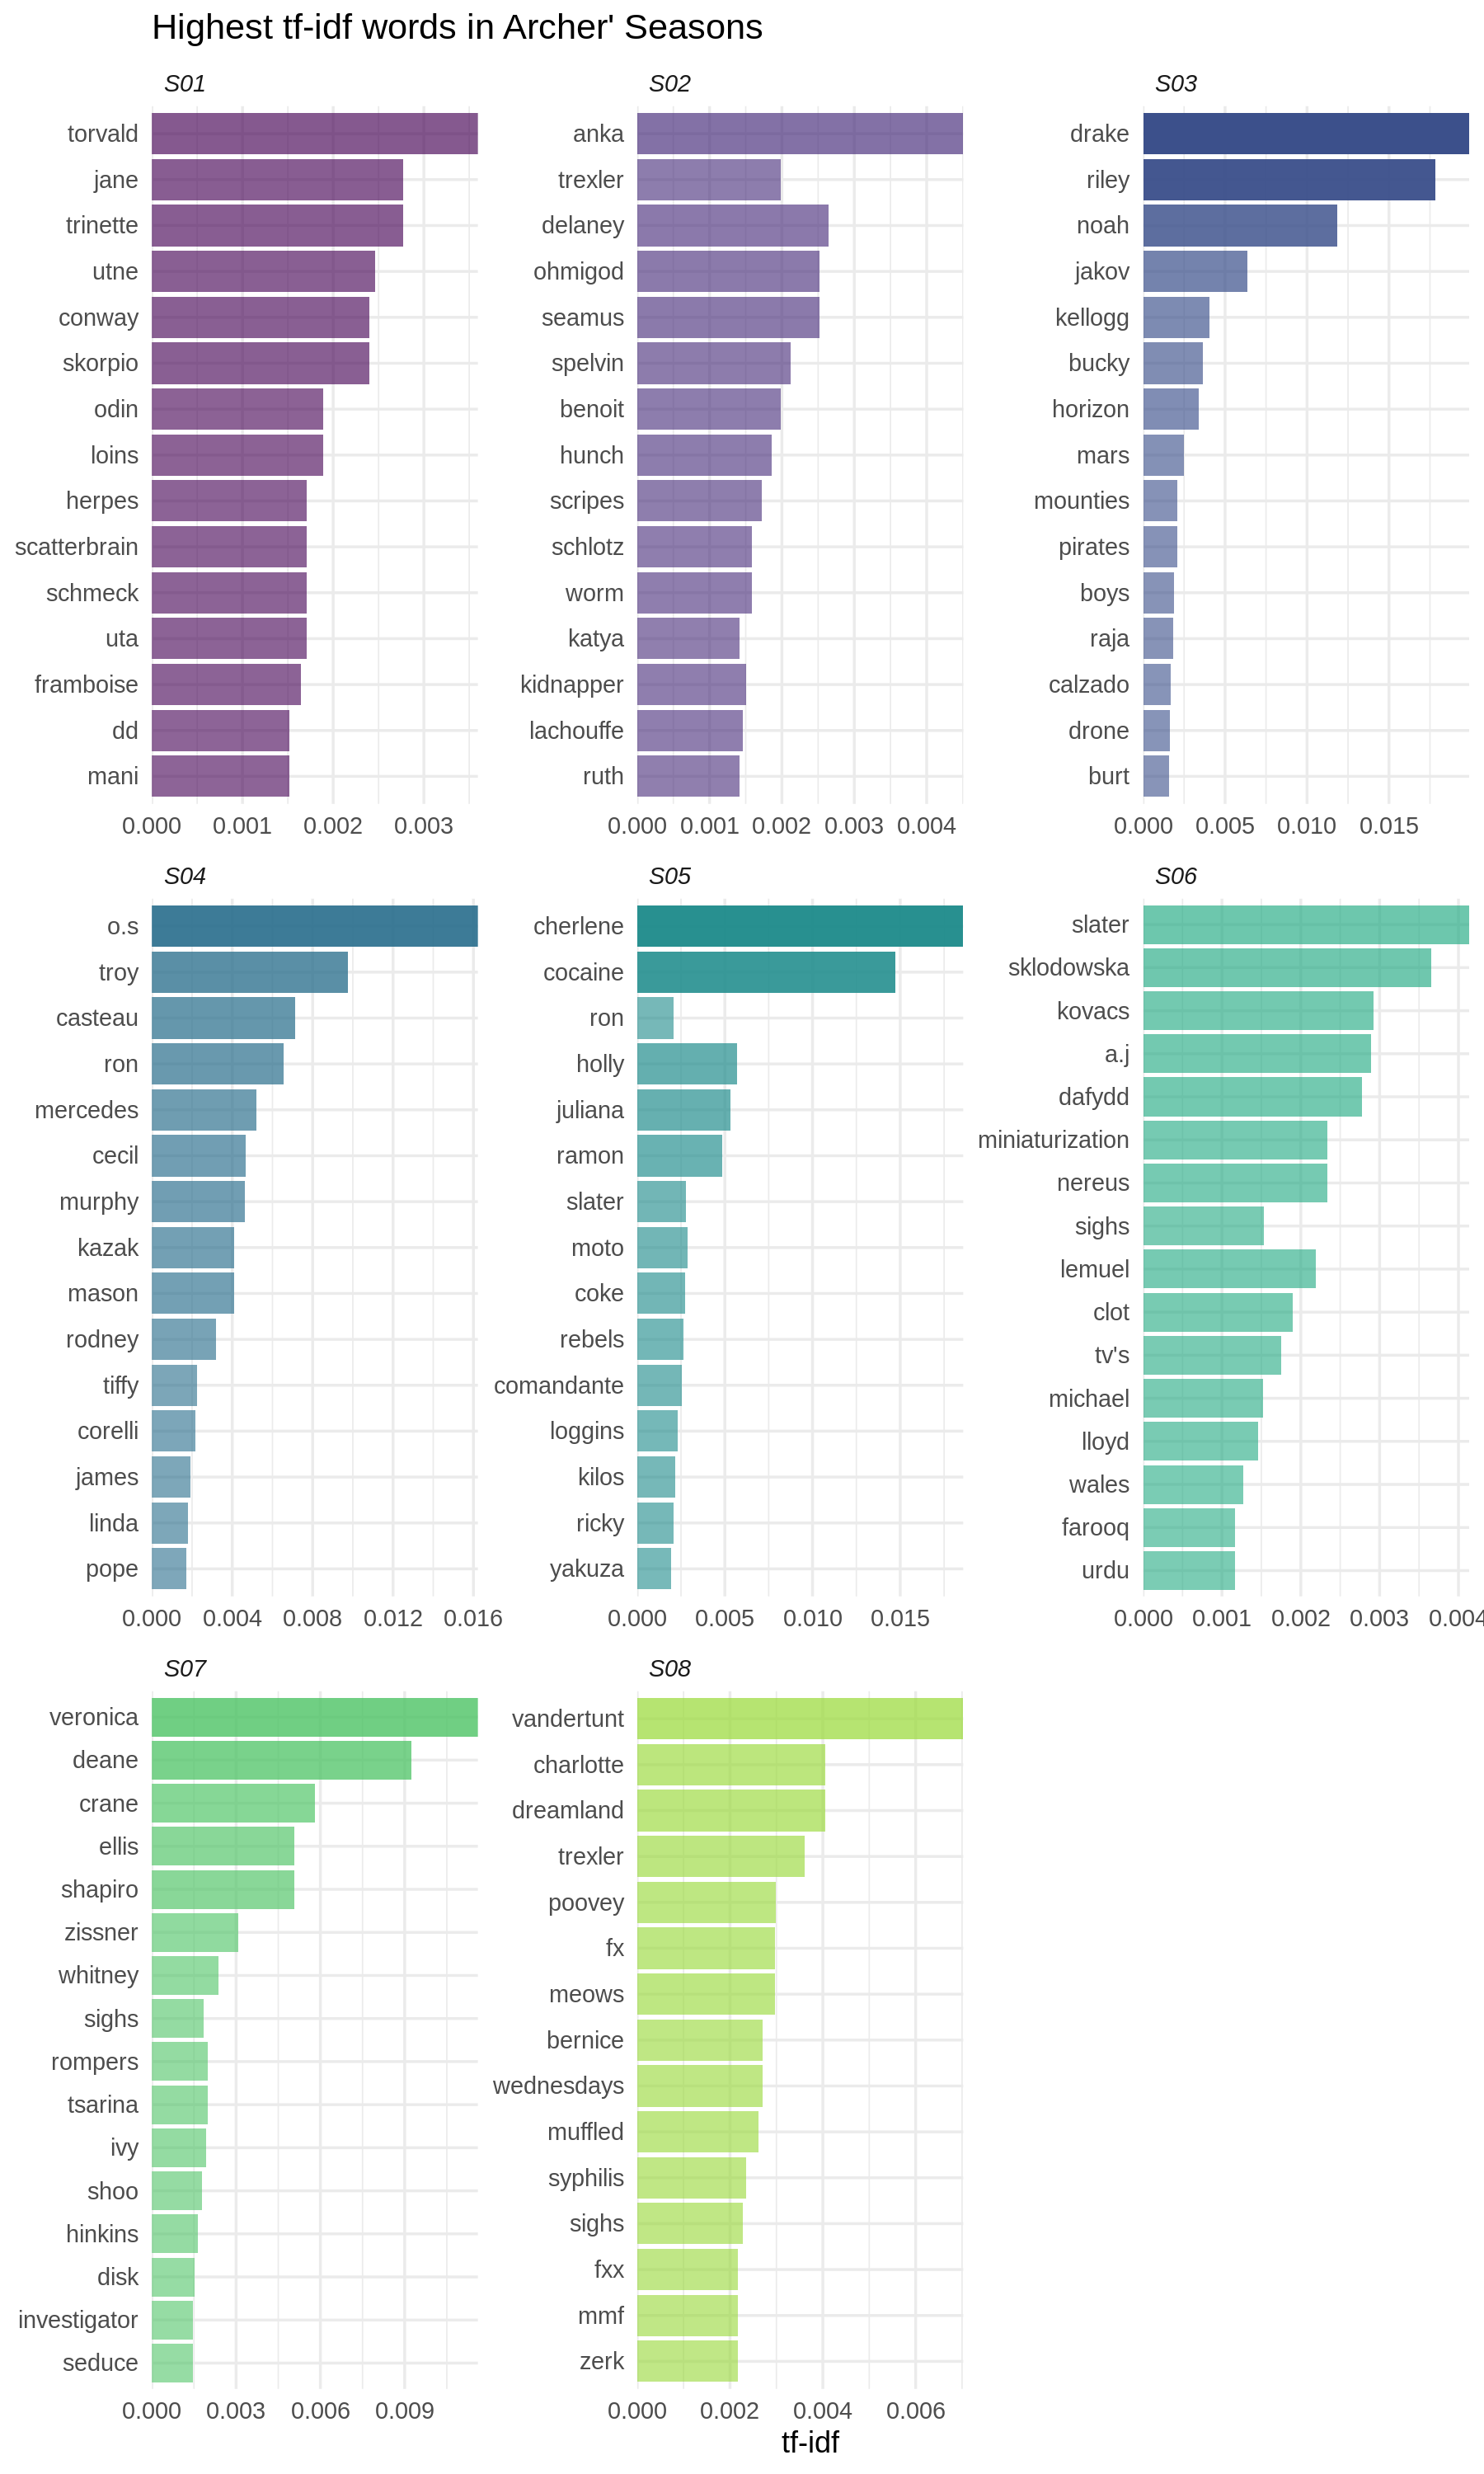 Highest tf-idf words in Archer' Seasons
S01
torvald
jane
trinette
utne
conway
skorpio
odin
loins
herpes
scatterbrain
schmeck
uta
framboise
dd
mani
0.000 0.001 0.002 0.003
S02
anka
trexler
delaney
ohmigod
seamus
spelvin
benoit
hunch
scripes
schlotz
worm
katya
kidnapper
lachouffe
ruth
0.000 0.001 0.002 0.003 0.004
S03
drake
riley
noah
jakov
kellogg
bucky
horizon
mars
mounties
pirates
boys
raja
calzado
drone
burt
0.000 0.005 0.010 0.015
S04
o.s
troy
casteau
ron
mercedes
cecil
murphy
kazak
mason
rodney
tiffy
corelli
james
linda
pope
0.000 0.004 0.008 0.012 0.016
S05
cherlene
cocaine
ron
holly
juliana
ramon
slater
moto
coke
rebels
comandante
loggins
kilos
ricky
yakuza
0.000 0.005 0.010 0.015
S06
slater
sklodowska
kovacs
a.j
dafydd
miniaturization
nereus
sighs
lemuel
clot
tv's
michael
lloyd
wales
farooq
urdu
0.000 0.001 0.002 0.003 0.004
S07
veronica
deane
crane
ellis
shapiro
zissner
whitney
sighs
rompers
tsarina
ivy
shoo
hinkins
disk
investigator
seduce
0.000 0.003 0.006 0.009
S08
vandertunt
charlotte
dreamland
trexler
poovey
fx
meows
bernice
wednesdays
muffled
syphilis
sighs
fxx
mmf
zerk
0.000 0.002 0.004 0.006
tf-idf